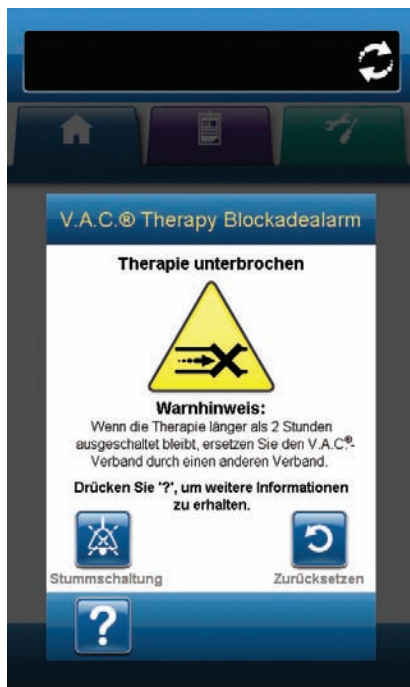 V.A.C.® Therapy Blockadealarm
Therapie unterbrochen
Warnhinweis:
Wenn die Therapie länger als 2 Stunden
ausgeschaltet bleibt, ersetzen Sie den V.A.C.®-
Verband durch einen anderen Verband.
Drücken Sie '?', um weitere Informationen
zu erhalten.
Stummschaltung
Zurücksetzen
?